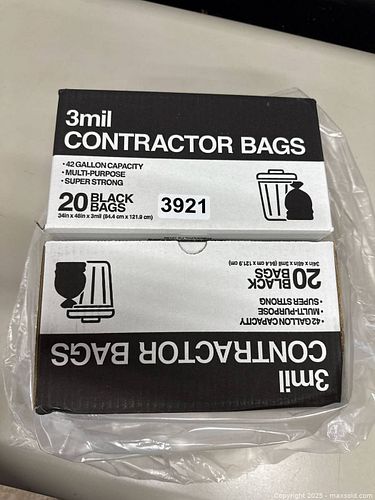 3mil
CONTRACTOR BAGS
• 42 GALLON CAPACITY
• MULTI-PURPOSE
• SUPER STRONG
20 BLACK BAGS
34in x 48in x 3mil (84.4 cm x 121.9 cm)
3921
3mil
CONTRACTOR BAGS
• 42 GALLON CAPACITY
• MULTI-PURPOSE
• SUPER STRONG
20 BLACK BAGS
34in x 48in x 3mil (84.4 cm x 121.9 cm)
Copyright 2025 - maxsold.com